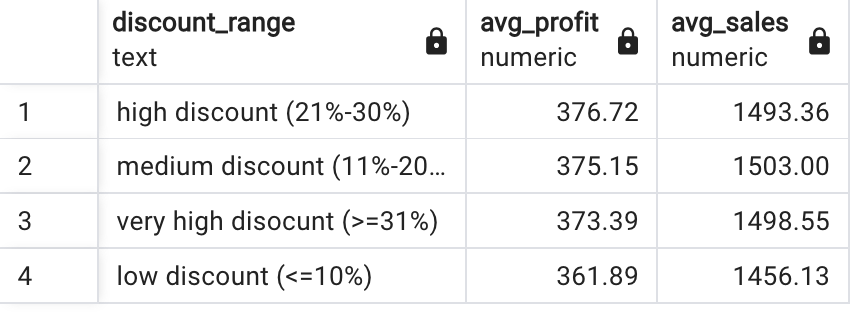 discount_range avg_profit avg_sales
text numeric numeric
1 high discount (21%-30%) 376.72 1493.36
2 medium discount (11%-20... 375.15 1503.00
3 very high disocunt (>=31%) 373.39 1498.55
4 low discount (<=10%) 361.89 1456.13